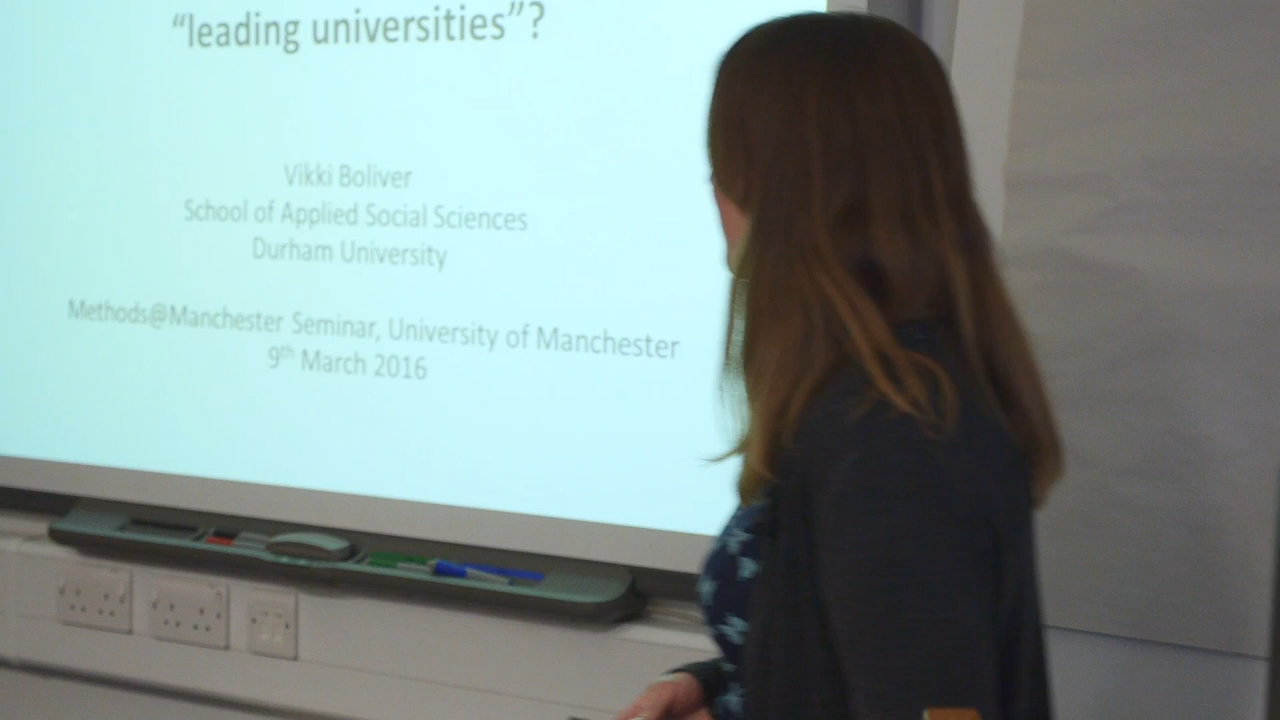 “leading universities”?
Vikki Boliver
School of Applied Social Sciences
Durham University
Methods@Manchester Seminar, University of Manchester
9th March 2016